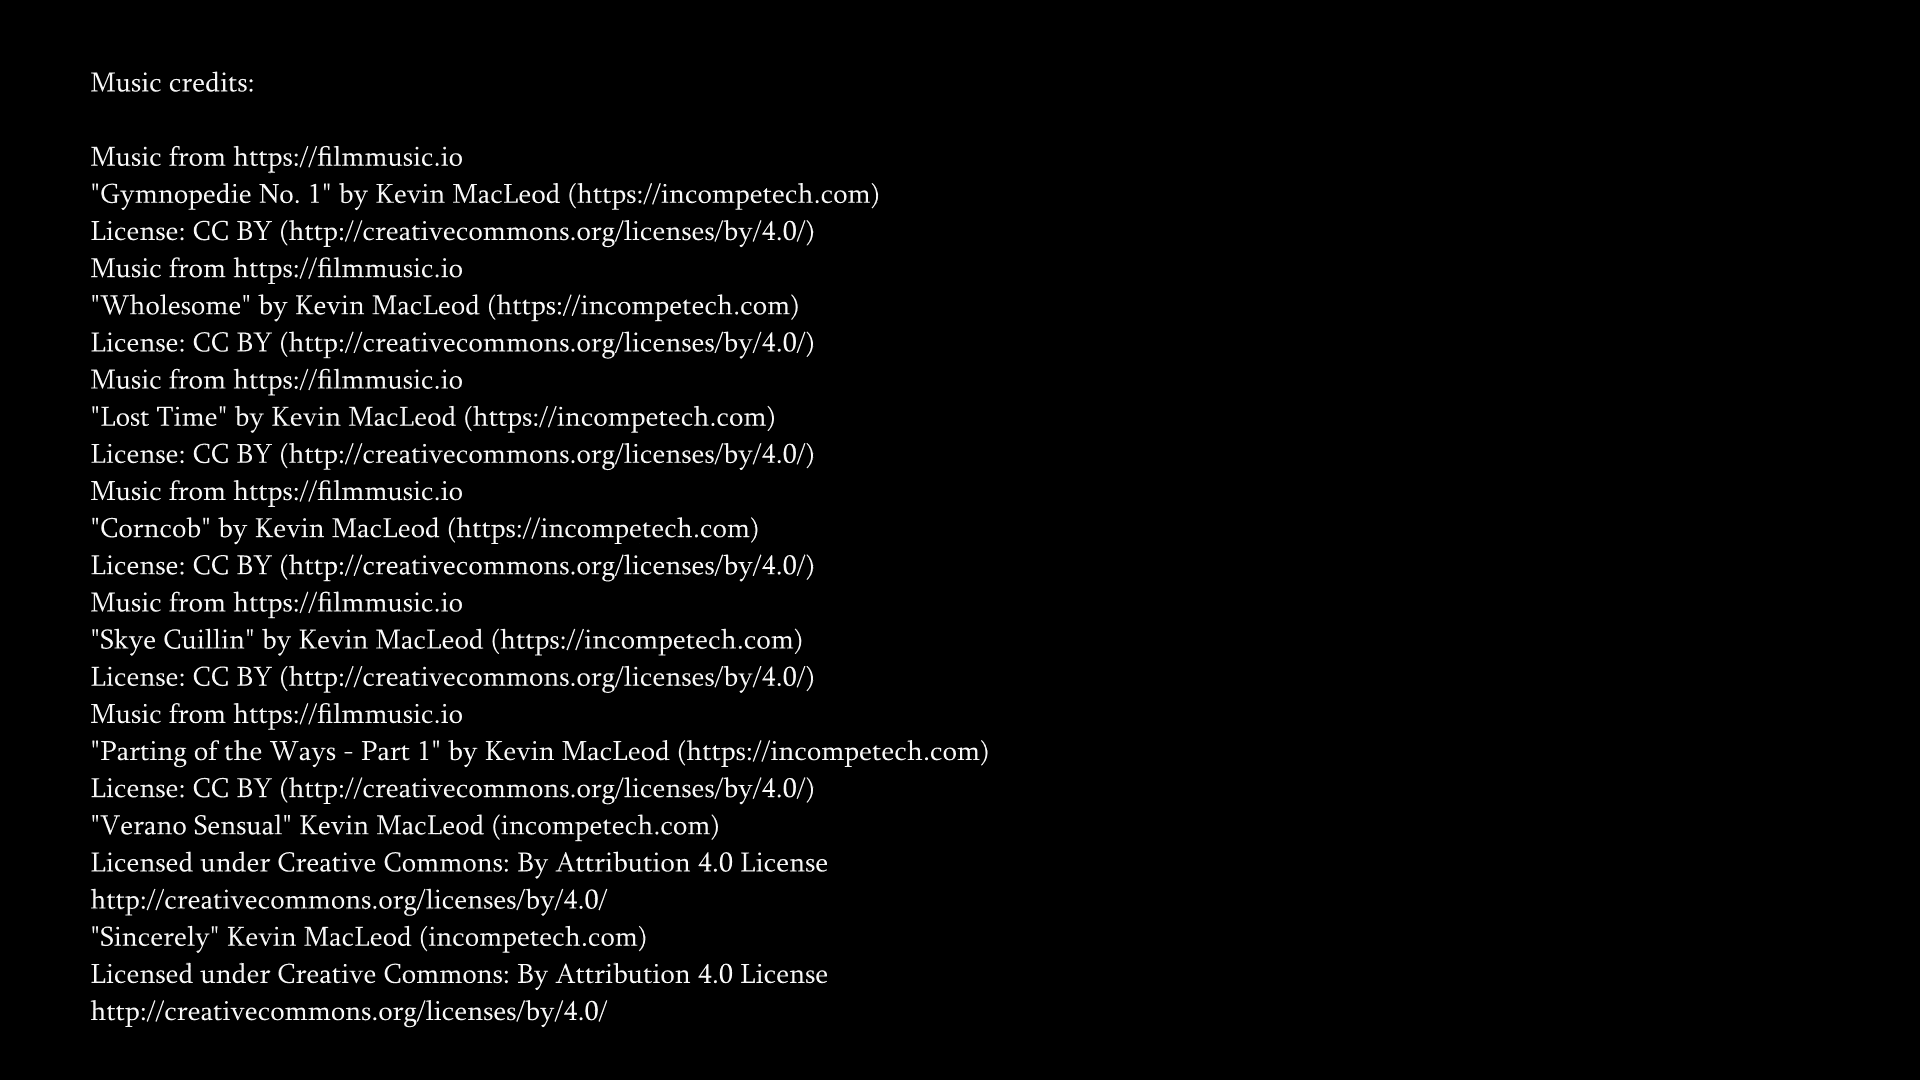 Music credits:
Music from https://filmmusic.io
"Gymnopedie No. 1" by Kevin MacLeod (https://incompetech.com)
License: CC BY (http://creativecommons.org/licenses/by/4.0/)
Music from https://filmmusic.io
"Wholesome" by Kevin MacLeod (https://incompetech.com)
License: CC BY (http://creativecommons.org/licenses/by/4.0/)
Music from https://filmmusic.io
"Lost Time" by Kevin MacLeod (https://incompetech.com)
License: CC BY (http://creativecommons.org/licenses/by/4.0/)
Music from https://filmmusic.io
"Corncob" by Kevin MacLeod (https://incompetech.com)
License: CC BY (http://creativecommons.org/licenses/by/4.0/)
Music from https://filmmusic.io
"Skye Cuillin" by Kevin MacLeod (https://incompetech.com)
License: CC BY (http://creativecommons.org/licenses/by/4.0/)
Music from https://filmmusic.io
"Parting of the Ways - Part 1" by Kevin MacLeod (https://incompetech.com)
License: CC BY (http://creativecommons.org/licenses/by/4.0/)
"Verano Sensual" Kevin MacLeod (incompetech.com)
Licensed under Creative Commons: By Attribution 4.0 License
http://creativecommons.org/licenses/by/4.0/
"Sincerely" Kevin MacLeod (incompetech.com)
Licensed under Creative Commons: By Attribution 4.0 License
http://creativecommons.org/licenses/by/4.0/